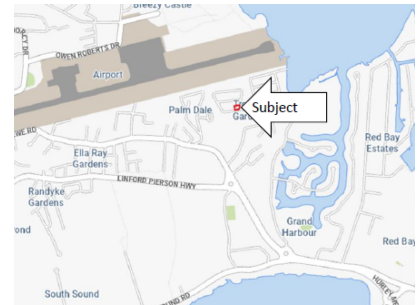 Breezy Castle
OWEN ROBERTS DR
Airport
Palm Dale
Subject
Red Bay
Estates
Ella Ray
Gardens
LINFORD PIERSON HWY
Randyke
Gardens
Grand
Harbour
Red Bay
South Sound